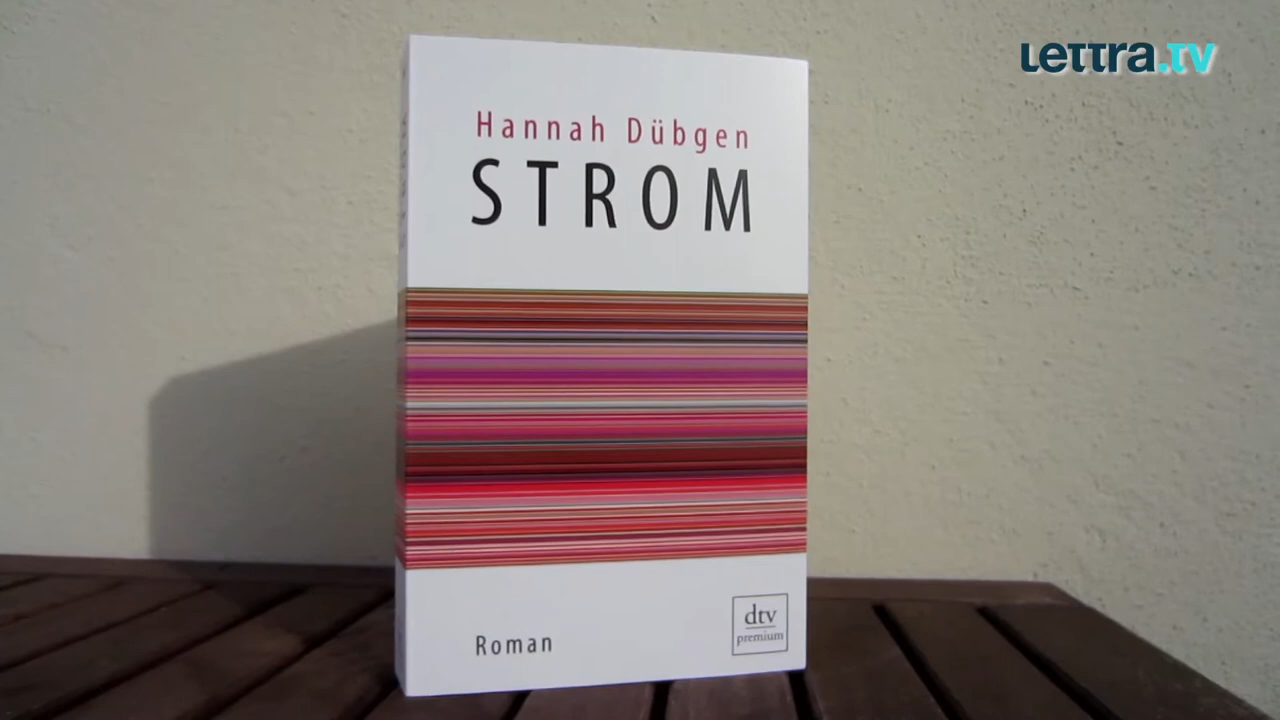 Lettra.tv
Hannah Dübgen
STROM
Roman
dtv
premium